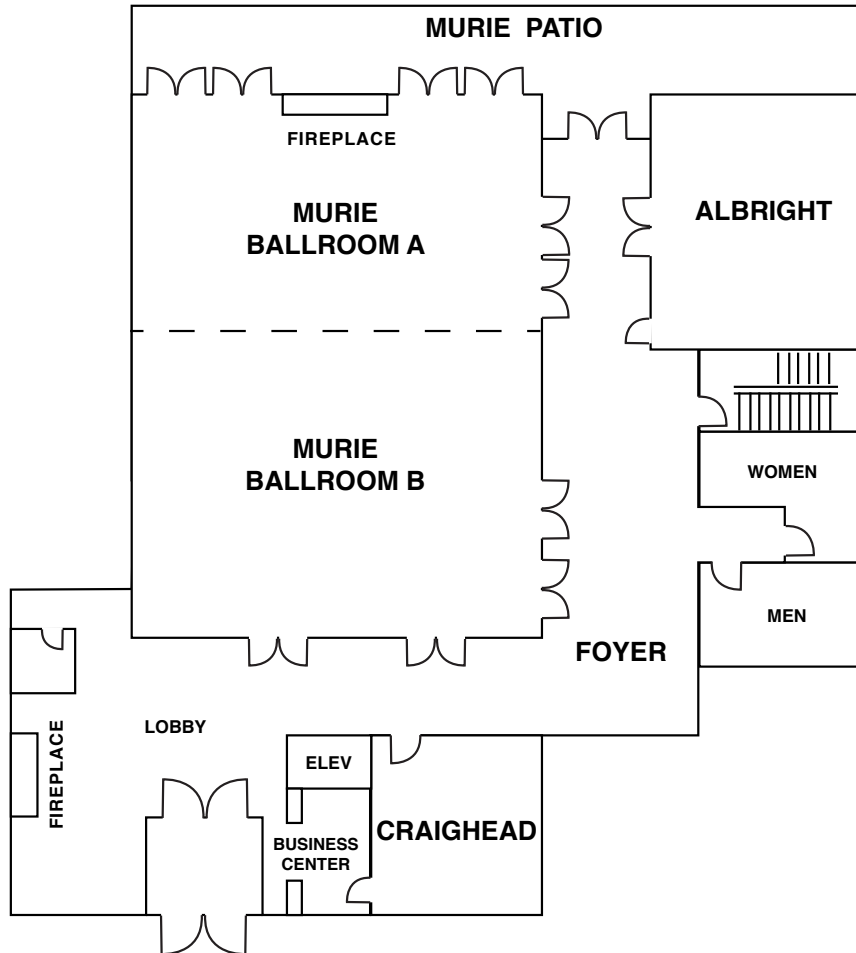 MURIE PATIO
FIREPLACE
MURIE
BALLROOM A
ALBRIGHT
MURIE
BALLROOM B
WOMEN
MEN
FOYER
LOBBY
FIREPLACE
ELEV
CRAIGHEAD
BUSINESS
CENTER